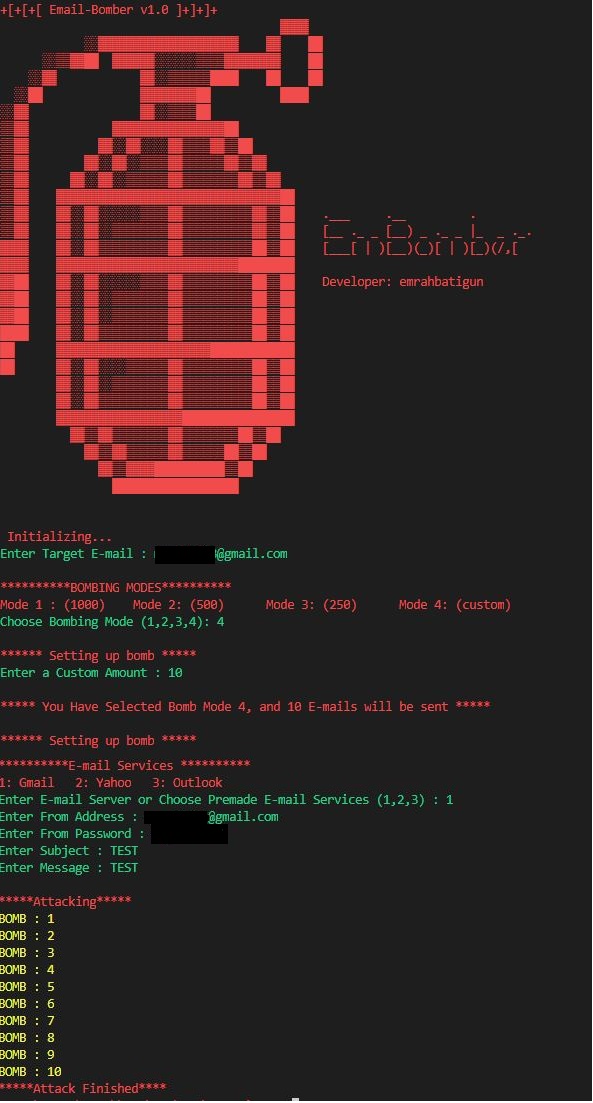 +[+[+[ Email-Bomber v1.0 ]+]+]+
Developer: emrahbatigun
Initializing...
Enter Target E-mail : @gmail.com
**********BOMBING MODES**********
Mode 1 : (1000) Mode 2: (500) Mode 3: (250) Mode 4: (custom)
Choose Bombing Mode (1,2,3,4): 4
****** Setting up bomb *****
Enter a Custom Amount : 10
***** You Have Selected Bomb Mode 4, and 10 E-mails will be sent *****
****** Setting up bomb *****
**********E-mail Services **********
1: Gmail 2: Yahoo 3: Outlook
Enter E-mail Server or Choose Premade E-mail Services (1,2,3) : 1
Enter From Address : @gmail.com
Enter From Password :
Enter Subject : TEST
Enter Message : TEST
*****Attacking*****
BOMB : 1
BOMB : 2
BOMB : 3
BOMB : 4
BOMB : 5
BOMB : 6
BOMB : 7
BOMB : 8
BOMB : 9
BOMB : 10
*****Attack Finished****